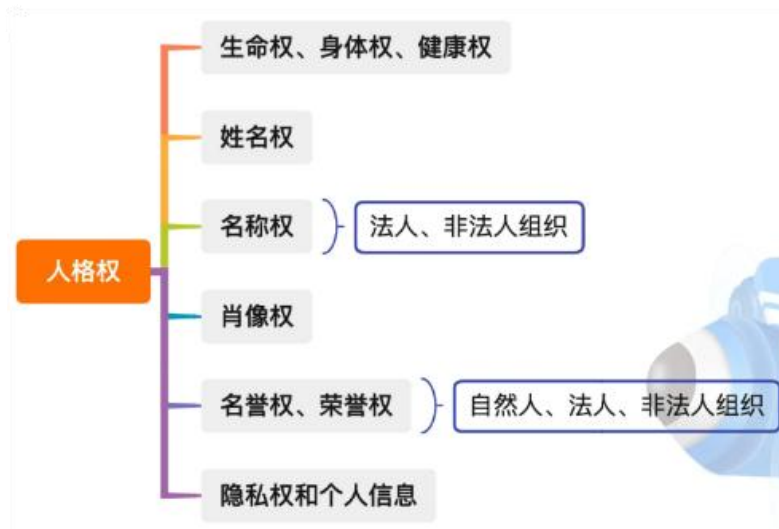 生命权、身体权、健康权
姓名权
名称权
法人、非法人组织
人格权
肖像权
名誉权、荣誉权
自然人、法人、非法人组织
隐私权和个人信息